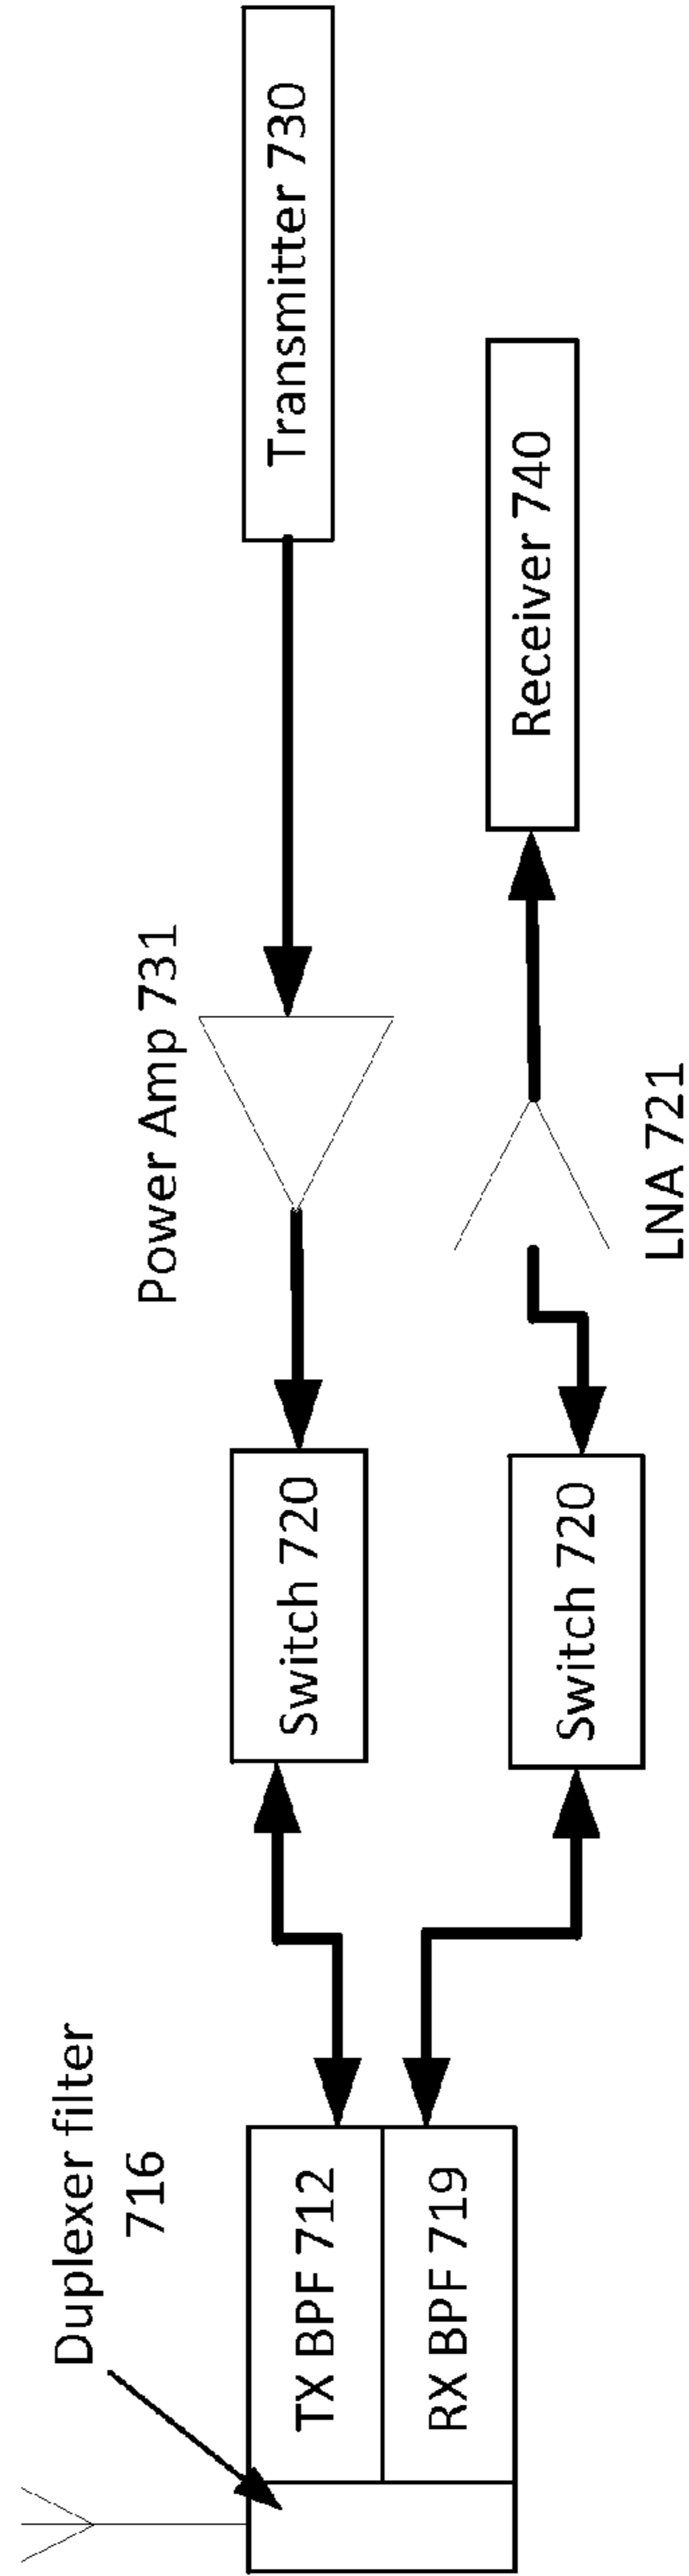 Duplexer filter
716
TX BPF 712
RX BPF 719
Switch 720
Switch 720
Power Amp 731
LNA 721
Transmitter 730
Receiver 740